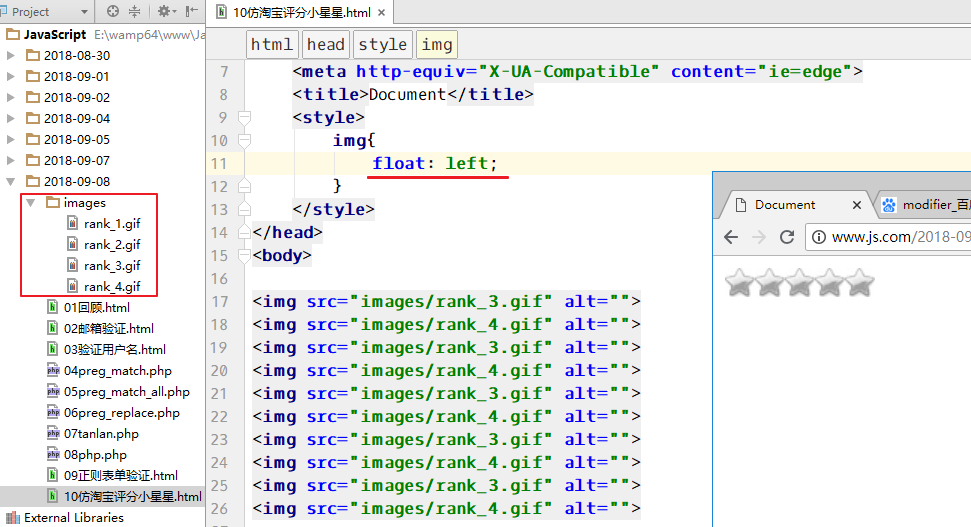 Project
10仿淘宝评分小星星.html
JavaScript E:\wamp64\www\Ja
2018-08-30
2018-09-01
2018-09-02
2018-09-04
2018-09-05
2018-09-07
2018-09-08
images
rank_1.gif
rank_2.gif
rank_3.gif
rank_4.gif
01回顾.html
02邮箱验证.html
03验证用户名.html
04preg_match.php
05preg_match_all.php
06preg_replace.php
07tanlan.php
08php.php
09正则表单验证.html
10仿淘宝评分小星星.html
External Libraries
html head style img
7 <meta http-equiv="X-UA-Compatible" content="ie=edge">
8 <title>Document</title>
9 <style>
10 img{
11 float: left;
12 }
13 </style>
14 </head>
15 <body>
16
17 <img src="images/rank_3.gif" alt="">
18 <img src="images/rank_4.gif" alt="">
19 <img src="images/rank_3.gif" alt="">
20 <img src="images/rank_4.gif" alt="">
21 <img src="images/rank_3.gif" alt="">
22 <img src="images/rank_4.gif" alt="">
23 <img src="images/rank_3.gif" alt="">
24 <img src="images/rank_4.gif" alt="">
25 <img src="images/rank_3.gif" alt="">
26 <img src="images/rank_4.gif" alt="">
Document
modifier_百
www.js.com/2018-09